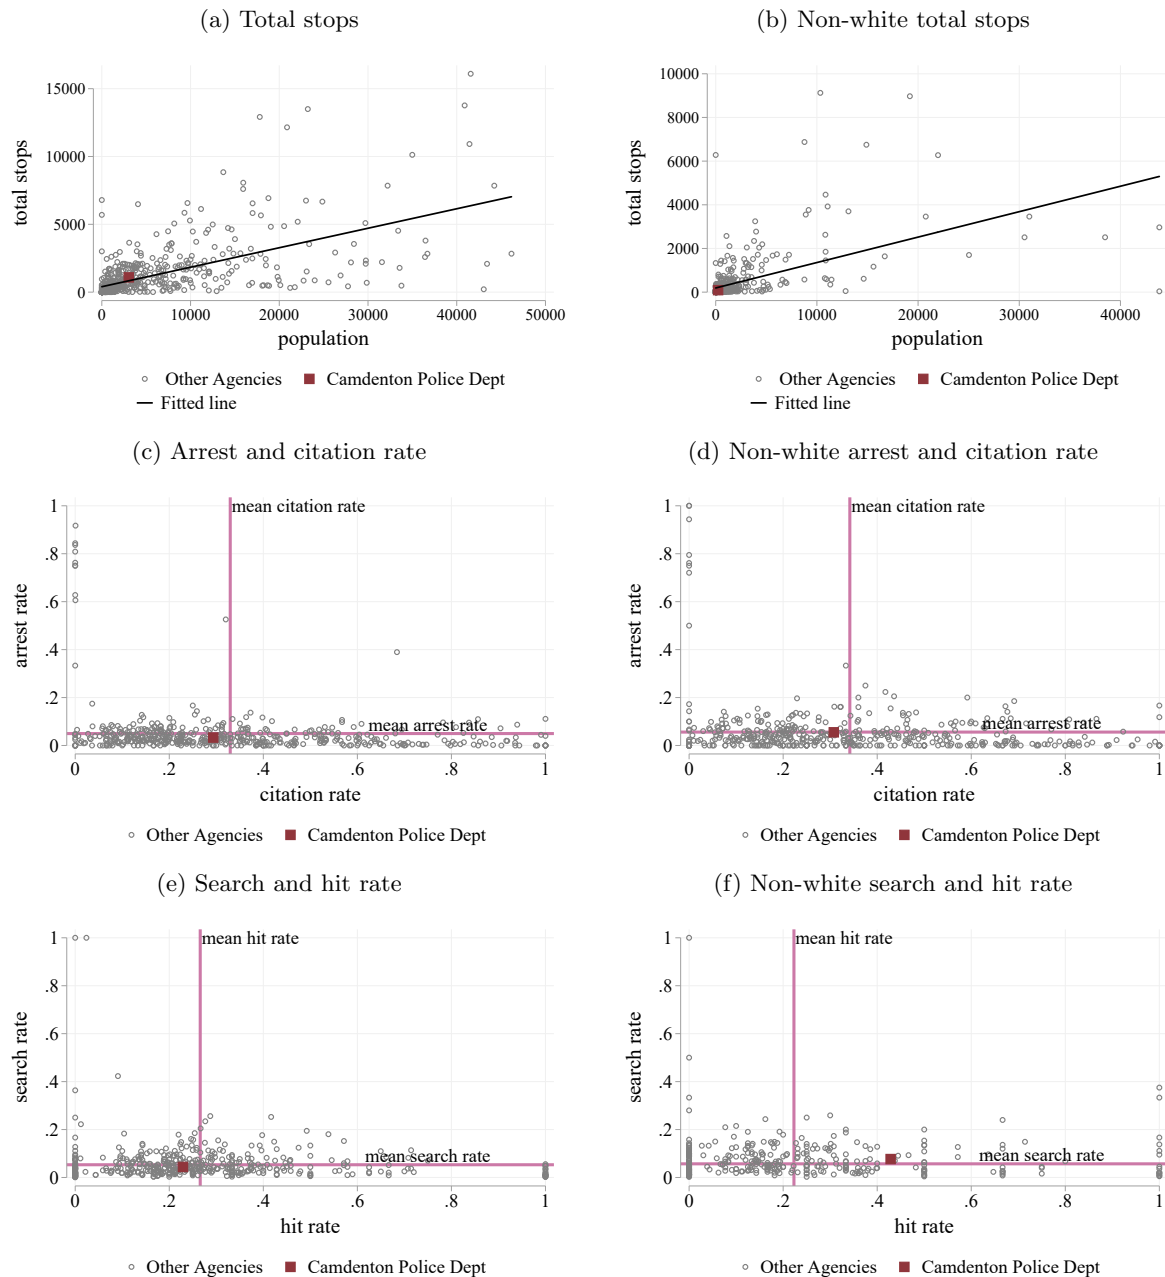 (a) Total stops
total stops
15000
10000
5000
0
0 10000 20000 30000 40000 50000
population
Other Agencies Camdenton Police Dept
Fitted line
(b) Non-white total stops
total stops
10000
8000
6000
4000
2000
0
0 10000 20000 30000 40000
population
Other Agencies Camdenton Police Dept
Fitted line
(c) Arrest and citation rate
arrest rate
1
.8
.6
.4
.2
0
mean citation rate
mean arrest rate
0 .2 .4 .6 .8 1
citation rate
Other Agencies Camdenton Police Dept
(d) Non-white arrest and citation rate
arrest rate
1
.8
.6
.4
.2
0
mean citation rate
mean arrest rate
0 .2 .4 .6 .8 1
citation rate
Other Agencies Camdenton Police Dept
(e) Search and hit rate
search rate
1
.8
.6
.4
.2
0
mean hit rate
mean search rate
0 .2 .4 .6 .8 1
hit rate
Other Agencies Camdenton Police Dept
(f) Non-white search and hit rate
search rate
1
.8
.6
.4
.2
0
mean hit rate
mean search rate
0 .2 .4 .6 .8 1
hit rate
Other Agencies Camdenton Police Dept